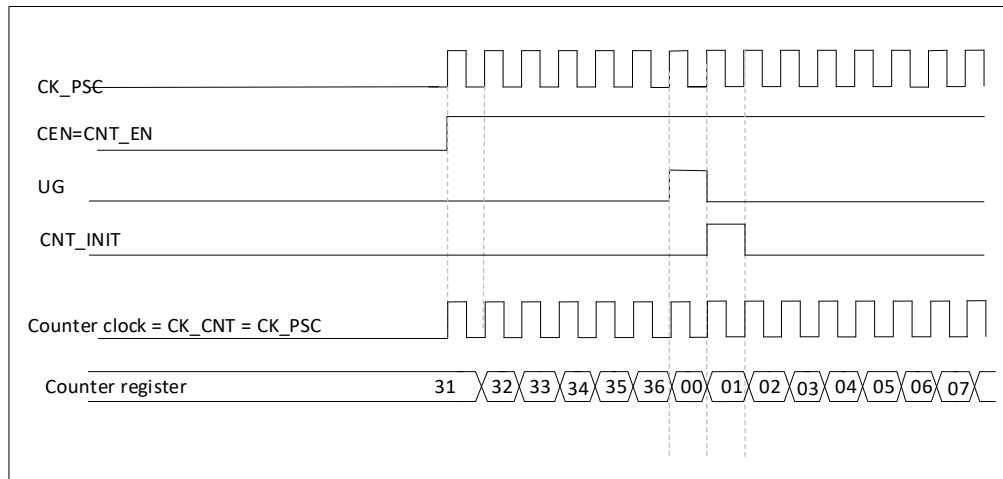 CK_PSC
CEN=CNT_EN
UG
CNT_INIT
Counter clock = CK_CNT = CK_PSC
Counter register 31 32 33 34 35 36 00 01 02 03 04 05 06 07